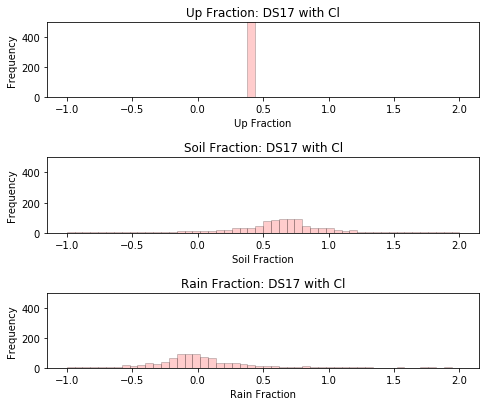 Up Fraction: DS17 with Cl
400
200
0
Frequency
−1.0 −0.5 0.0 0.5 1.0 1.5 2.0
Up Fraction
Soil Fraction: DS17 with Cl
400
200
0
Frequency
−1.0 −0.5 0.0 0.5 1.0 1.5 2.0
Soil Fraction
Rain Fraction: DS17 with Cl
400
200
0
Frequency
−1.0 −0.5 0.0 0.5 1.0 1.5 2.0
Rain Fraction